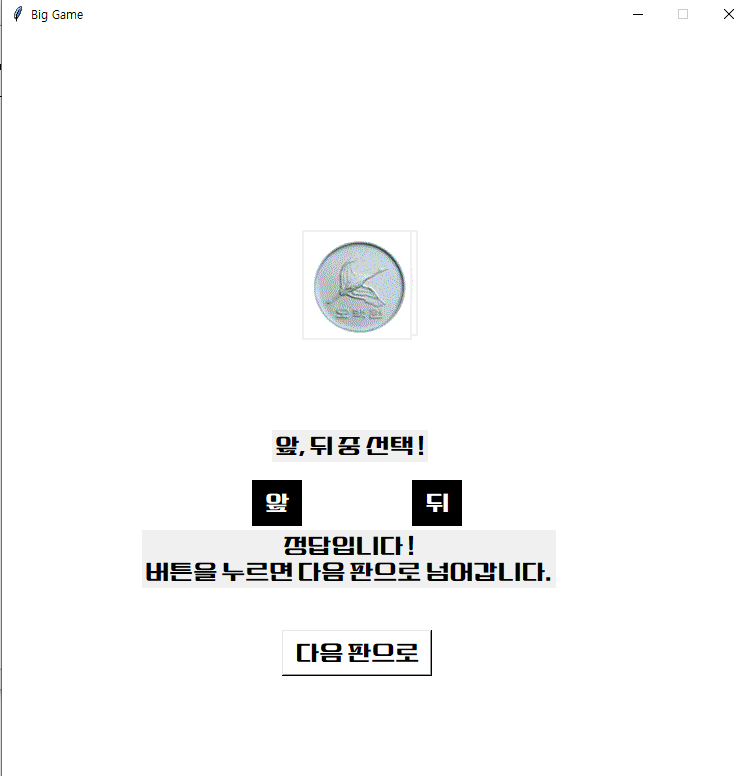 Big Game
오백원
앞, 뒤 중 선택!
앞
뒤
정답입니다!
버튼을 누르면 다음 판으로 넘어갑니다.
다음 판으로